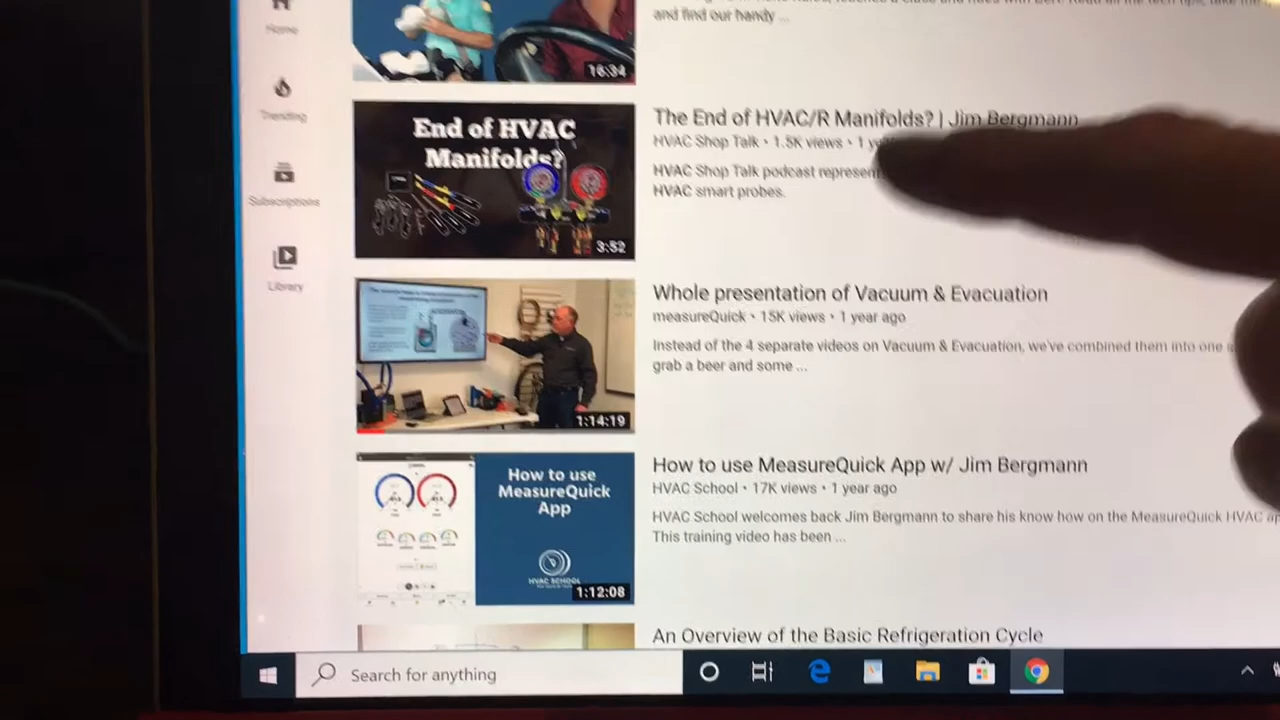 and find our handy ...
Home
16:34
Trending
End of HVAC
Manifolds?
3:52
The End of HVAC/R Manifolds? | Jim Bergmann
HVAC Shop Talk • 1.5K views • 1
HVAC Shop Talk podcast
HVAC smart probes.
Subscriptions
Library
1:14:19
Whole presentation of Vacuum & Evacuation
measureQuick • 15K views • 1 year ago
Instead of the 4 separate videos on Vacuum & Evacuation, we've combined them into one
grab a beer and some ...
How to use
MeasureQuick
App
HVAC SCHOOL
1:12:08
How to use MeasureQuick App w/ Jim Bergmann
HVAC School • 17K views • 1 year ago
HVAC School welcomes back Jim Bergmann to share his know how on the MeasureQuick HVAC
This training video has been ...
An Overview of the Basic Refrigeration Cycle
Search for anything